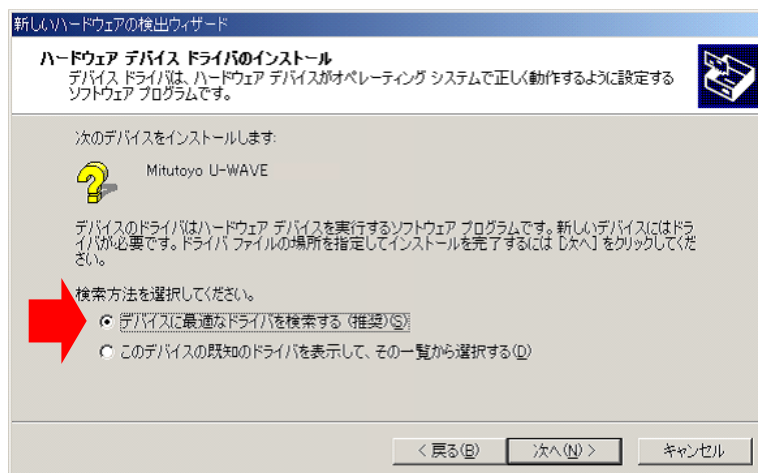 新しいハードウェアの検出ウィザード
ハードウェア デバイス ドライバのインストール
デバイス ドライバは、ハードウェア デバイスがオペレーティング システムで正しく動作するように設定する
ソフトウェア プログラムです。
次のデバイスをインストールします:
Mitutoyo U-WAVE
デバイスのドライバはハードウェア デバイスを実行するソフトウェア プログラムです。新しいデバイスにはドラ
イバが必要です。ドライバ ファイルの場所を指定してインストールを完了するには [次へ] をクリックしてくだ
さい。
検索方法を選択してください。
デバイスに最適なドライバを検索する (推奨)(S)
このデバイスの既知のドライバを表示して、その一覧から選択する(D)
< 戻る(B) 次へ(N) > キャンセル